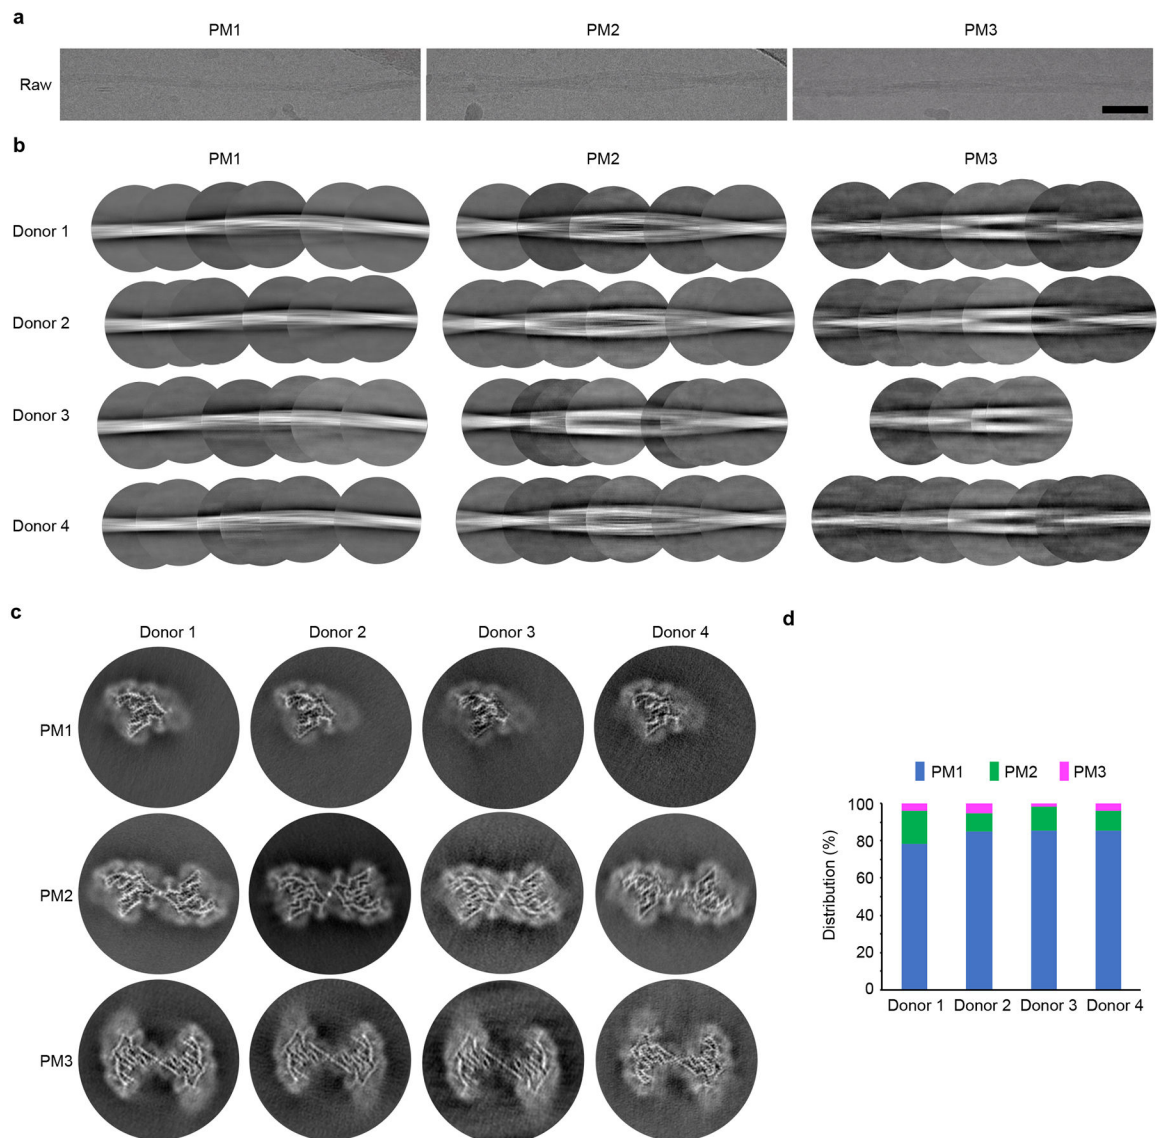 a
PM1 PM2 PM3
Raw
b
PM1 PM2 PM3
Donor 1
Donor 2
Donor 3
Donor 4
c
Donor 1 Donor 2 Donor 3 Donor 4
PM1
PM2
PM3
d
PM1 PM2 PM3
100
80
60
40
20
0
Distribution (%)
Donor 1 Donor 2 Donor 3 Donor 4